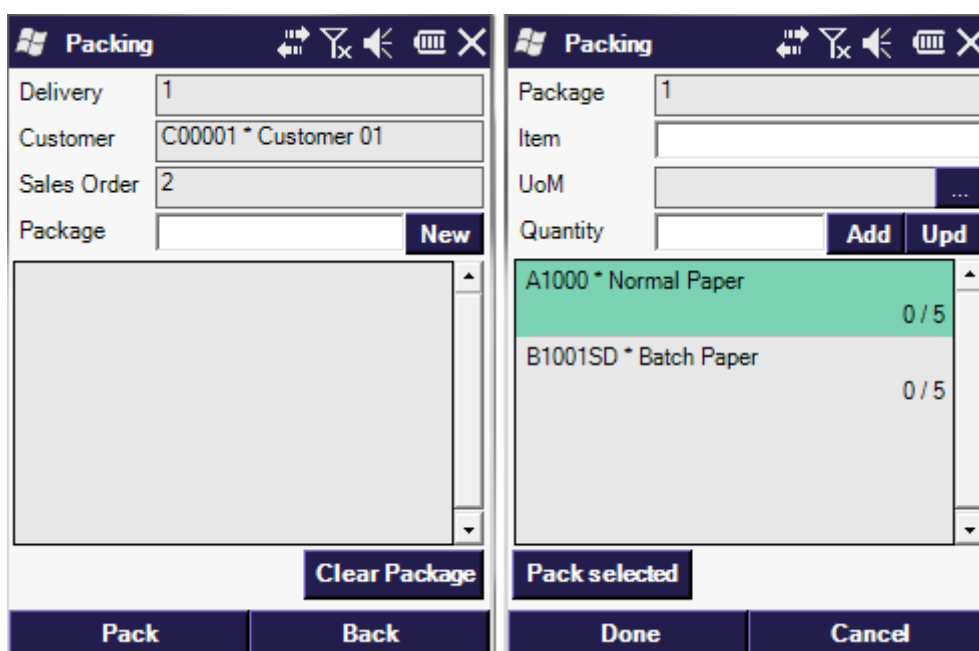 Packing
Delivery 1
Customer C00001 * Customer 01
Sales Order 2
Package New
Clear Package
Pack Back
Packing
Package 1
Item
UoM ...
Quantity Add Upd
A1000 * Normal Paper
0 / 5
B1001SD * Batch Paper
0 / 5
Pack selected
Done Cancel